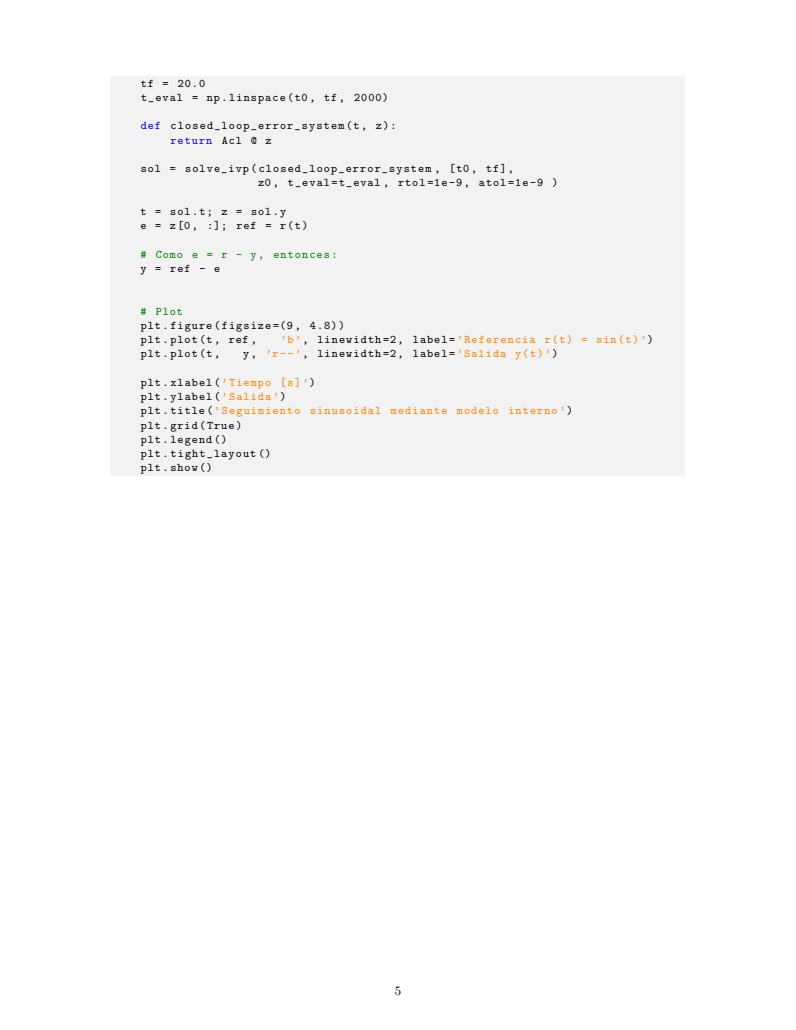 tf = 20.0
t_eval = np.linspace(t0, tf, 2000)
def closed_loop_error_system(t, z):
    return Acl @ z
sol = solve_ivp(closed_loop_error_system, [t0, tf],
                z0, t_eval=t_eval, rtol=1e-9, atol=1e-9 )
t = sol.t; z = sol.y
e = z[0, :]; ref = r(t)
# Como e = r - y, entonces:
y = ref - e
# Plot
plt.figure(figsize=(9, 4.8))
plt.plot(t, ref,   'b', linewidth=2, label='Referencia r(t) = sin(t)')
plt.plot(t,   y, 'r--', linewidth=2, label='Salida y(t)')
plt.xlabel('Tiempo [s]')
plt.ylabel('Salida')
plt.title('Seguimiento sinusoidal mediante modelo interno')
plt.grid(True)
plt.legend()
plt.tight_layout()
plt.show()
5